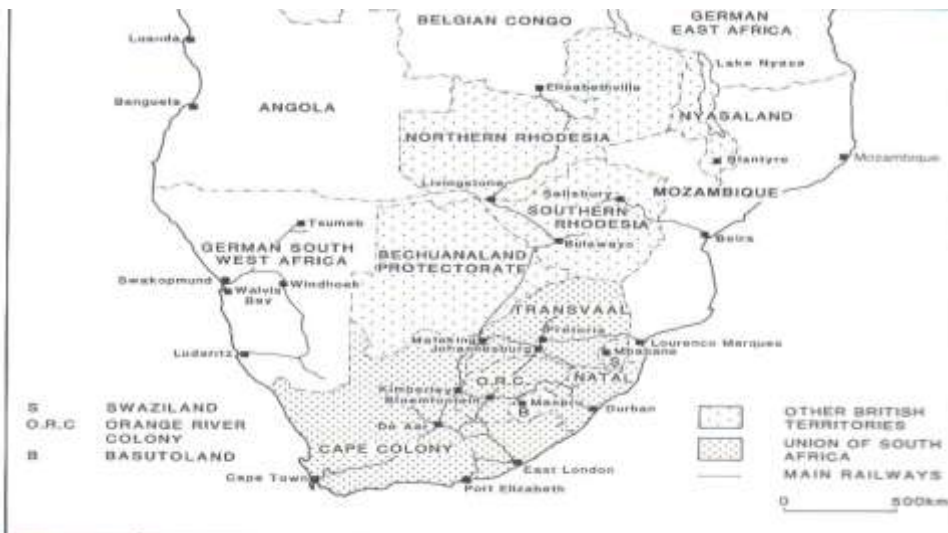 BELGIAN CONGO
GERMAN
EAST AFRICA
Luanda
Lake Nyasa
Elisabethville
Benguela
ANGOLA
NYASALAND
NORTHERN RHODESIA
Blantyre
Mozambique
Livingstone
Salisbury
MOZAMBIQUE
SOUTHERN
RHODESIA
Tsumeb
Beira
Bulawayo
GERMAN SOUTH
WEST AFRICA
BECHUANALAND
PROTECTORATE
Swakopmund
Windhoek
Walvis
Bay
TRANSVAAL
Pretoria
Mafeking
Johannesburg
Lourenco Marques
Mbabane
S
Luderitz
O.R.C.
NATAL
Kimberley
Bloemfontein
Maseru
B
Durban
De Aar
CAPE COLONY
East London
Cape Town
Port Elizabeth
S SWAZILAND
O.R.C ORANGE RIVER
COLONY
B BASUTOLAND
OTHER BRITISH
TERRITORIES
UNION OF SOUTH
AFRICA
MAIN RAILWAYS
0 500km